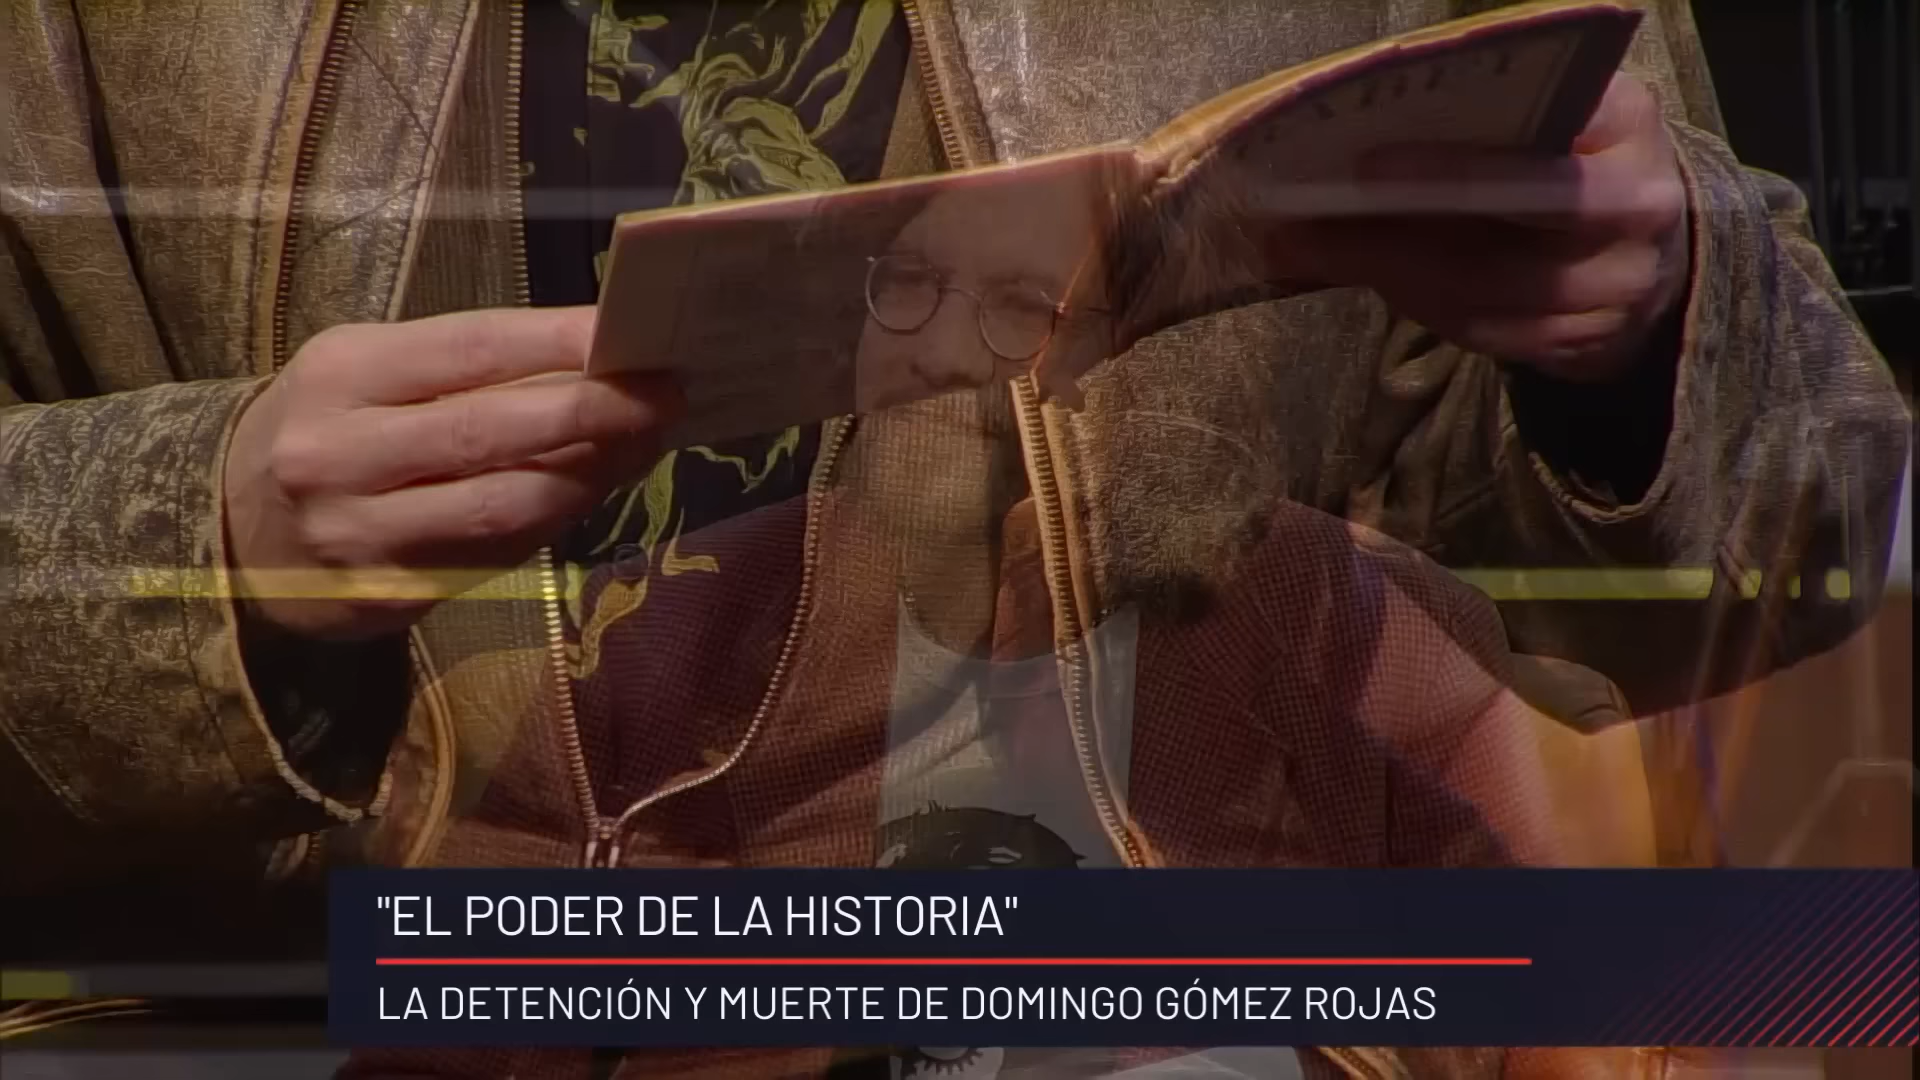 "EL PODER DE LA HISTORIA"
LA DETENCIÓN Y MUERTE DE DOMINGO GÓMEZ ROJAS